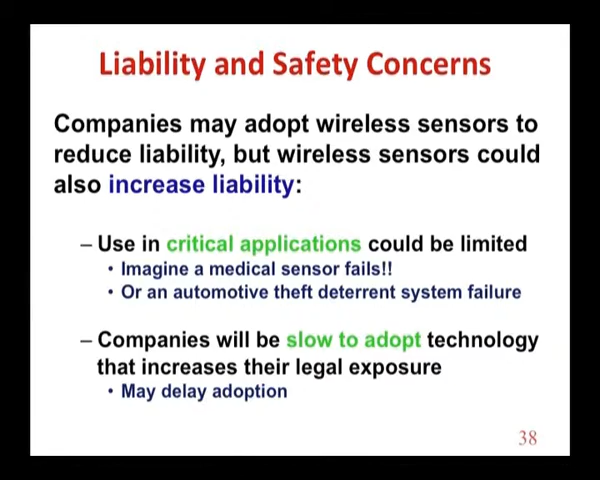 Liability and Safety Concerns
Companies may adopt wireless sensors to
reduce liability, but wireless sensors could
also increase liability:
– Use in critical applications could be limited
• Imagine a medical sensor fails!!
• Or an automotive theft deterrent system failure
– Companies will be slow to adopt technology
that increases their legal exposure
• May delay adoption
38